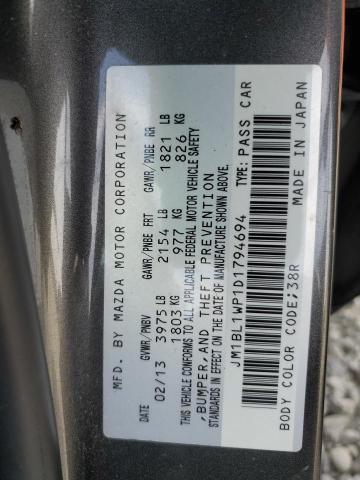 MFD. BY MAZDA MOTOR CORPORATION
DATE GVWR/PNBV GAWR/PNBE FRT GAWR/PNBE RR
02/13 3975 LB 2154 LB 1821 LB
1803 KG 977 KG 826 KG
THIS VEHICLE CONFORMS TO ALL APPLICABLE FEDERAL MOTOR VEHICLE SAFETY
,BUMPER,AND THEFT PREVENTION
STANDARDS IN EFFECT ON THE DATE OF MANUFACTURE SHOWN ABOVE.
JM1BL1WP1D1794694 TYPE: PASS CAR
BODY COLOR CODE;38R MADE IN JAPAN